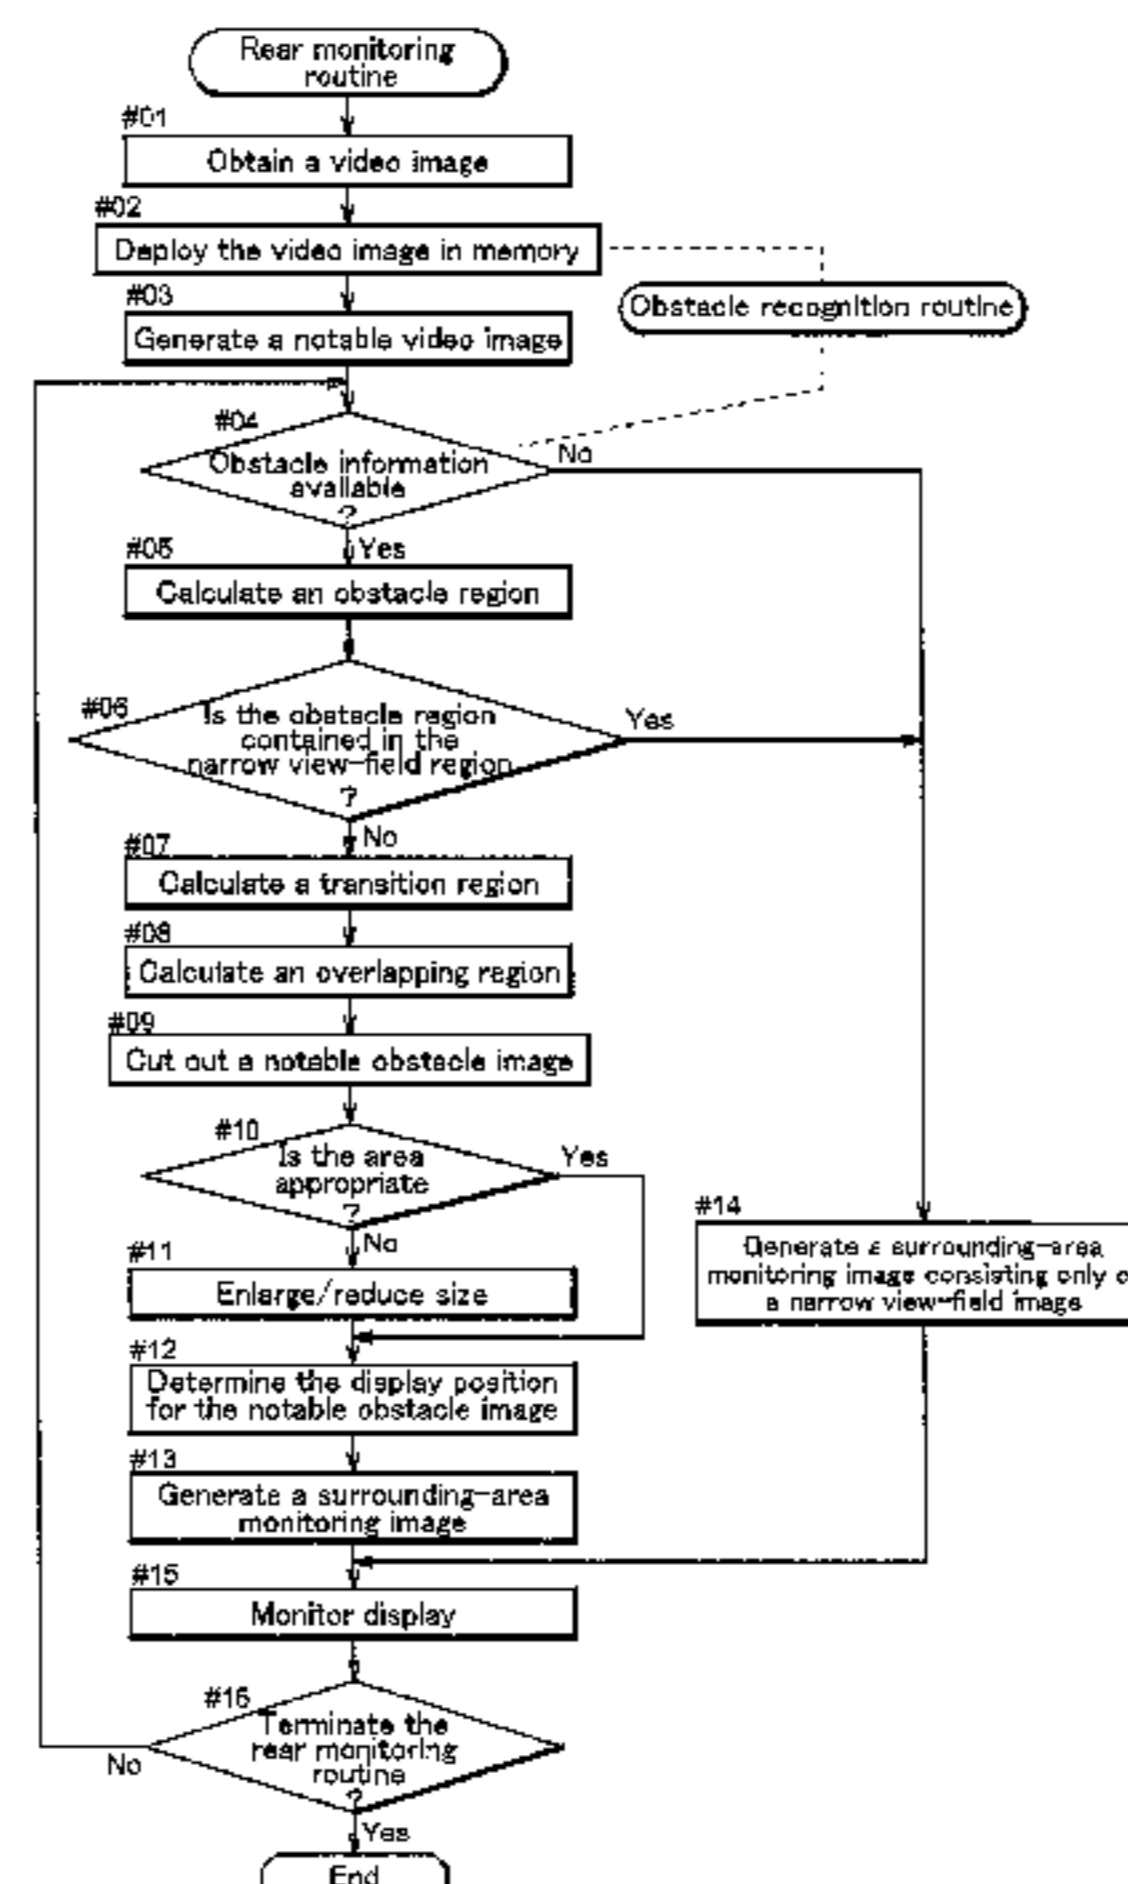 Rear monitoring
routine
#01
Obtain a video image
#02
Deploy the video image in memory
#03
Generate a notable video image
Obstacle recognition routine
#04
Obstacle information
available
?
No
Yes
#05
Calculate an obstacle region
#06
Is the obstacle region
contained in the
narrow view-field region
?
Yes
No
#07
Calculate a transition region
#08
Calculate an overlapping region
#09
Cut out a notable obstacle image
#10
Is the area
appropriate
?
Yes
No
#11
Enlarge/reduce size
#12
Determine the display position
for the notable obstacle image
#13
Generate a surrounding-area
monitoring image
#14
Generate a surrounding-area
monitoring image consisting only
a narrow view-field image
#15
Monitor display
#16
Terminate the
rear monitoring
routine
?
No
Yes
End